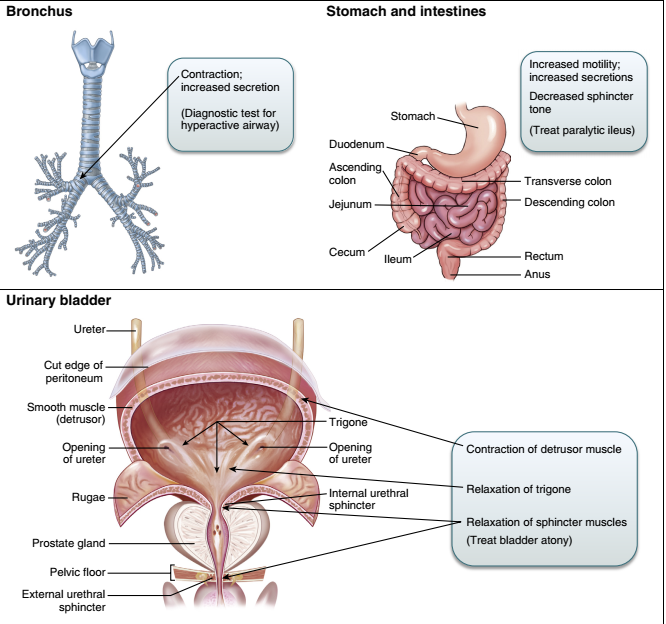 Bronchus
Contraction;
increased secretion
(Diagnostic test for
hyperactive airway)
Stomach and intestines
Increased motility;
increased secretions
Decreased sphincter
tone
(Treat paralytic ileus)
Stomach
Duodenum
Ascending
colon
Jejunum
Cecum
Ileum
Transverse colon
Descending colon
Rectum
Anus
Urinary bladder
Ureter
Cut edge of
peritoneum
Smooth muscle
(detrusor)
Opening
of ureter
Rugae
Prostate gland
Pelvic floor
External urethral
sphincter
Trigone
Opening
of ureter
Internal urethral
sphincter
Contraction of detrusor muscle
Relaxation of trigone
Relaxation of sphincter muscles
(Treat bladder atony)